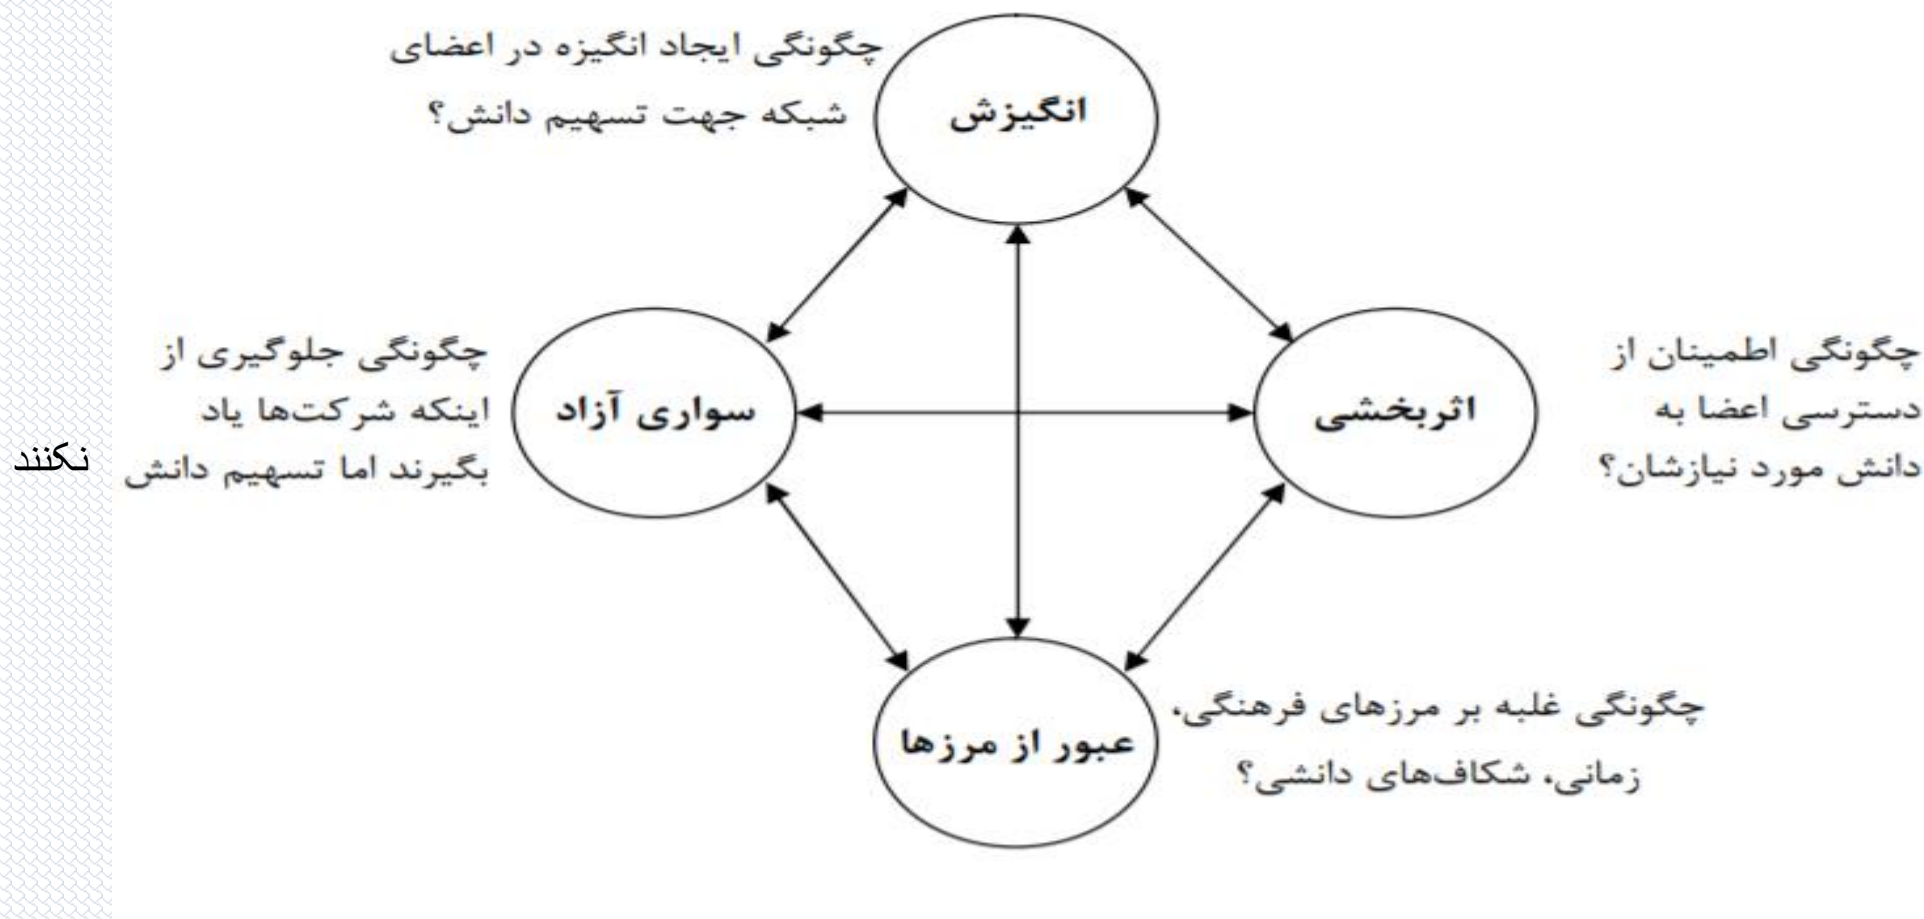 چگونگی ایجاد انگیزه در اعضای
شبکه جهت تسهیم دانش؟
انگیزش
چگونگی اطمینان از
دسترسی اعضا به
دانش مورد نیازشان؟
اثربخشی
سواری آزاد
چگونگی جلوگیری از
اینکه شرکت‌ها یاد
بگیرند اما تسهیم دانش نکنند
عبور از مرزها
چگونگی غلبه بر مرزهای فرهنگی،
زمانی، شکاف‌های دانشی؟